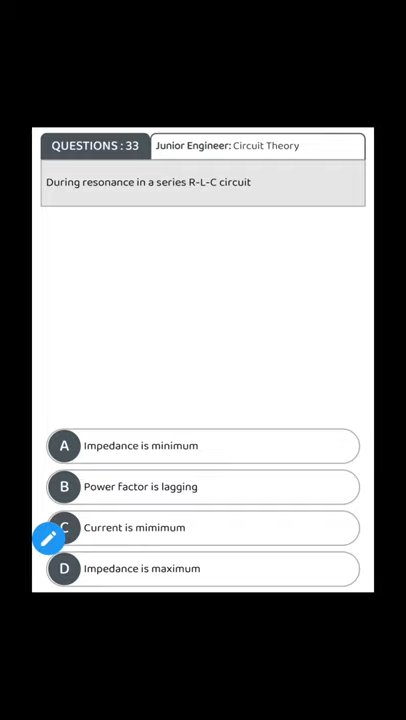 QUESTIONS : 33
Junior Engineer: Circuit Theory
During resonance in a series R-L-C circuit
A Impedance is minimum
B Power factor is lagging
C Current is mimimum
D Impedance is maximum